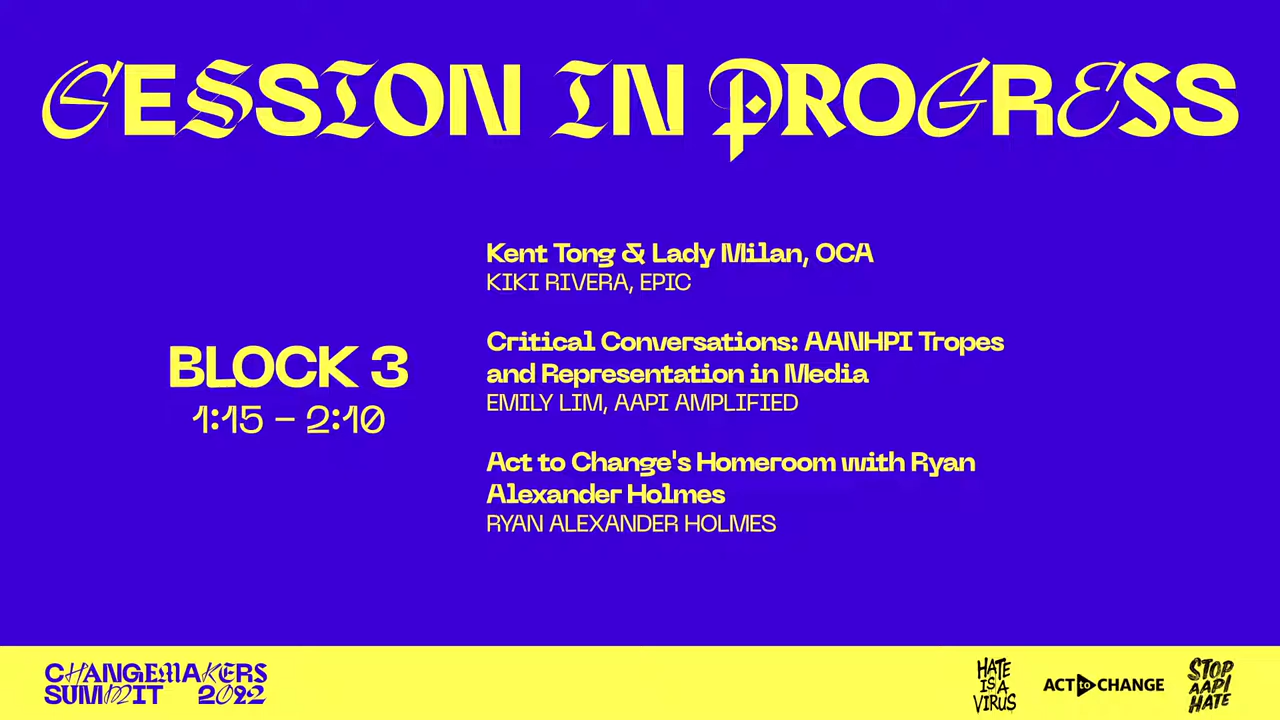 SESSION IN PROGRESS
BLOCK 3
1:15 – 2:10
Kent Tong & Lady Milan, OCA
KIKI RIVERA, EPIC
Critical Conversations: AANHPI Tropes
and Representation in Media
EMILY LIM, AAPI AMPLIFIED
Act to Change's Homeroom with Ryan
Alexander Holmes
RYAN ALEXANDER HOLMES
CHANGEMAKERS
SUMMIT 2022
HATE
IS A
VIRUS
ACT to CHANGE
STOP
AAPI
HATE